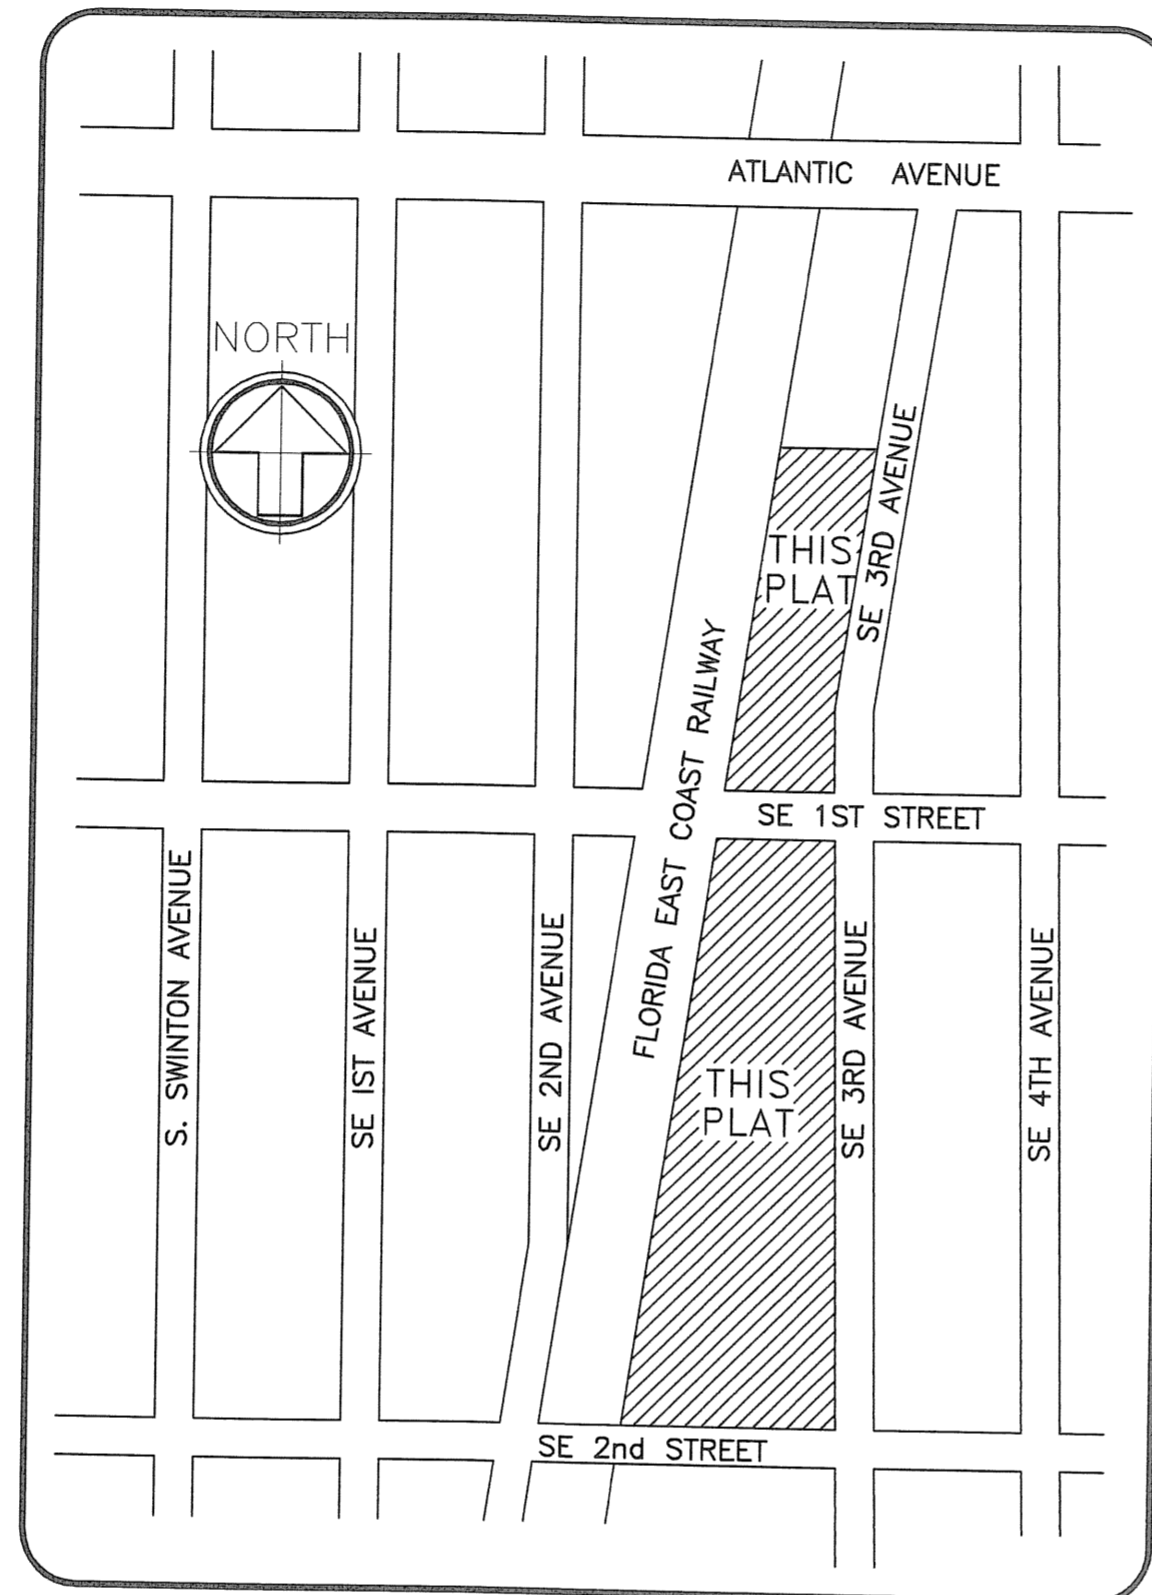 ATLANTIC AVENUE
NORTH
THIS
PLAT
SE 3RD AVENUE
FLORIDA EAST COAST RAILWAY
SE 1ST STREET
S. SWINTON AVENUE
SE IST AVENUE
SE 2ND AVENUE
THIS
PLAT
SE 3RD AVENUE
SE 4TH AVENUE
SE 2nd STREET